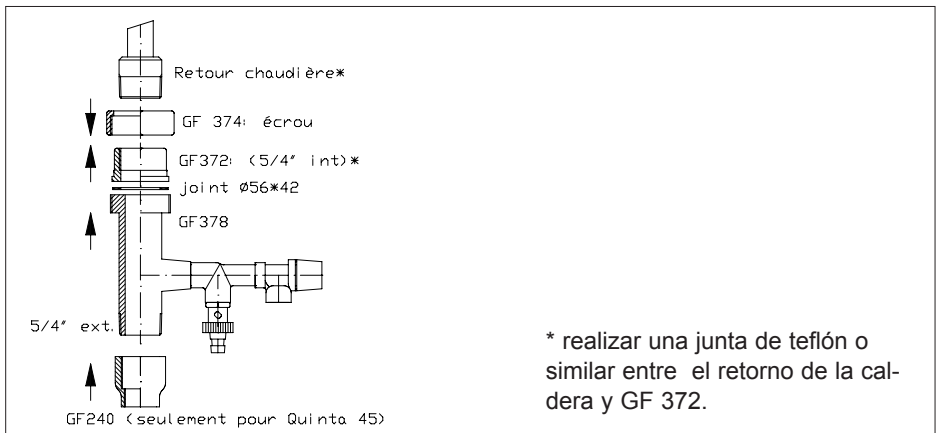 Retour chaudière*
GF 374: écrou
GF372: (5/4" int)*
joint Ø56*42
GF378
5/4" ext.
GF240 (seulement pour Quinta 45)
* realizar una junta de teflón o
similar entre el retorno de la cal-
dera y GF 372.